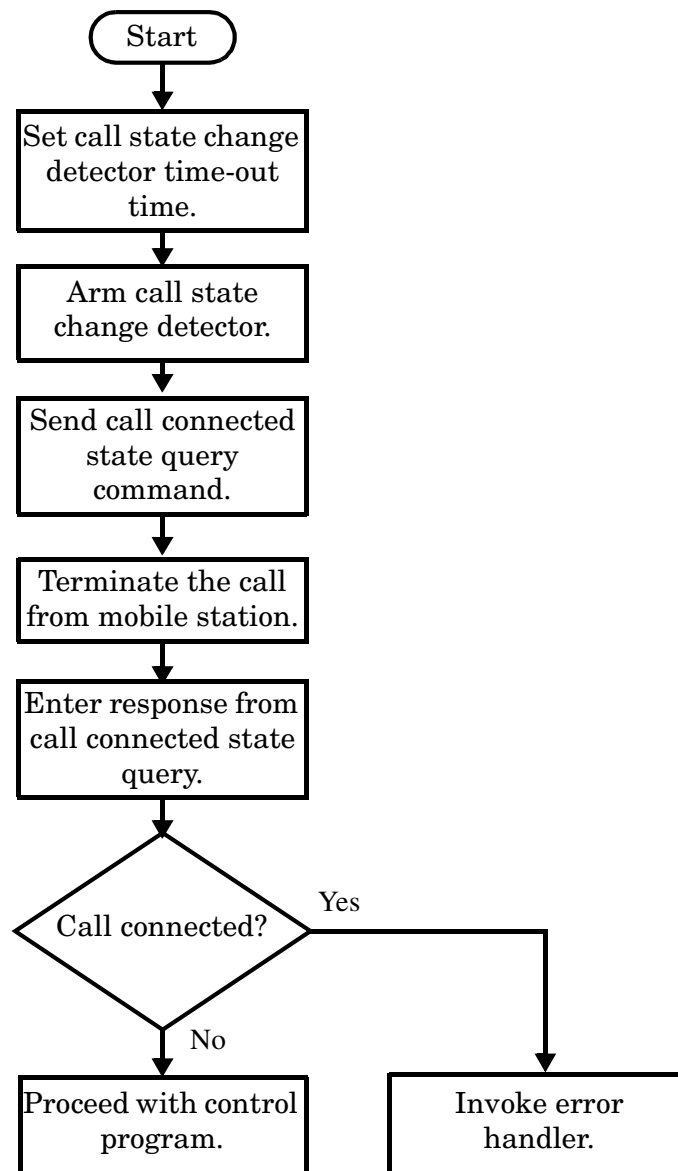 Start
Set call state change
detector time-out
time.
Arm call state
change detector.
Send call connected
state query
command.
Terminate the call
from mobile station.
Enter response from
call connected state
query.
Call connected?
Yes
No
Proceed with control
program.
Invoke error
handler.